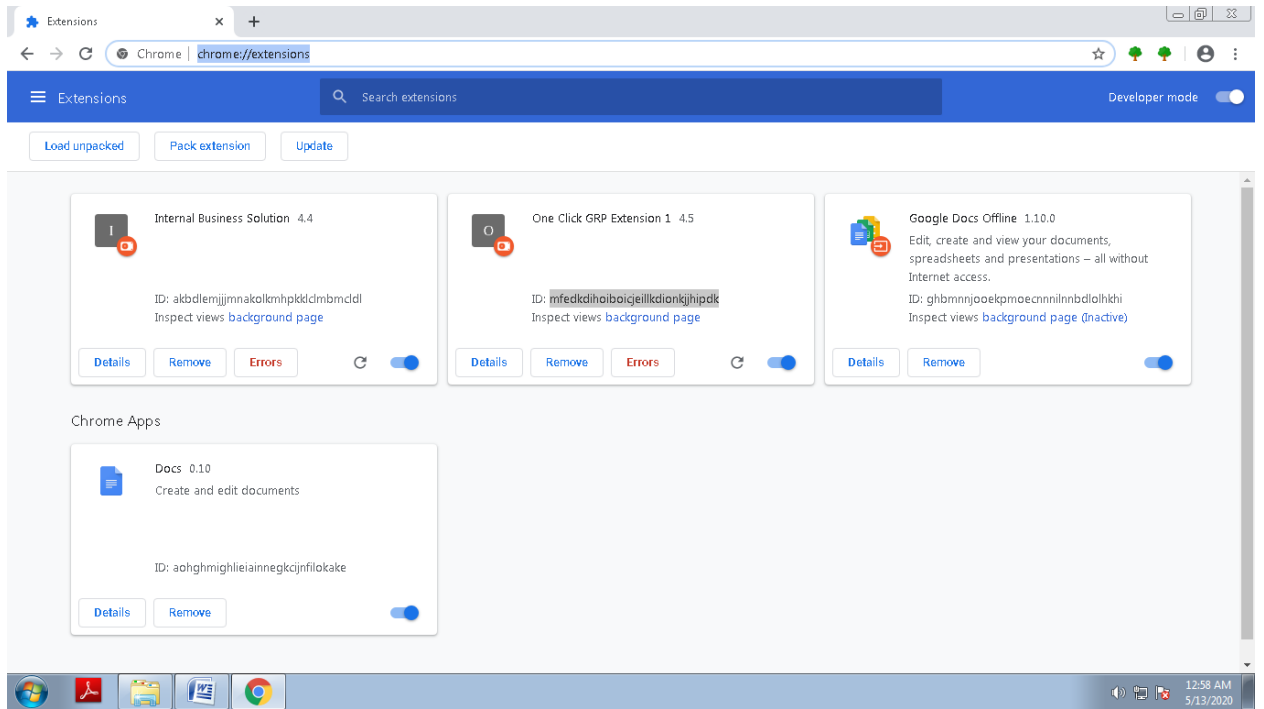 Extensions
Chrome | chrome://extensions
Extensions
Search extensions
Developer mode
Load unpacked
Pack extension
Update
I
Internal Business Solution 4.4
ID: akbdlemjjjmnakolkmhpkklclmbmcldl
Inspect views background page
Details
Remove
Errors
O
One Click GRP Extension 1 4.5
ID: mfedkdihoiboicjeillkdionkjjhipdk
Inspect views background page
Details
Remove
Errors
Google Docs Offline 1.10.0
Edit, create and view your documents,
spreadsheets and presentations – all without
Internet access.
ID: ghbmnnjooekpmoecnnnilnnbdlolhkhi
Inspect views background page (Inactive)
Details
Remove
Chrome Apps
Docs 0.10
Create and edit documents
ID: aohghmighlieiainnegkcijnfilokake
Details
Remove
12:58 AM
5/13/2020